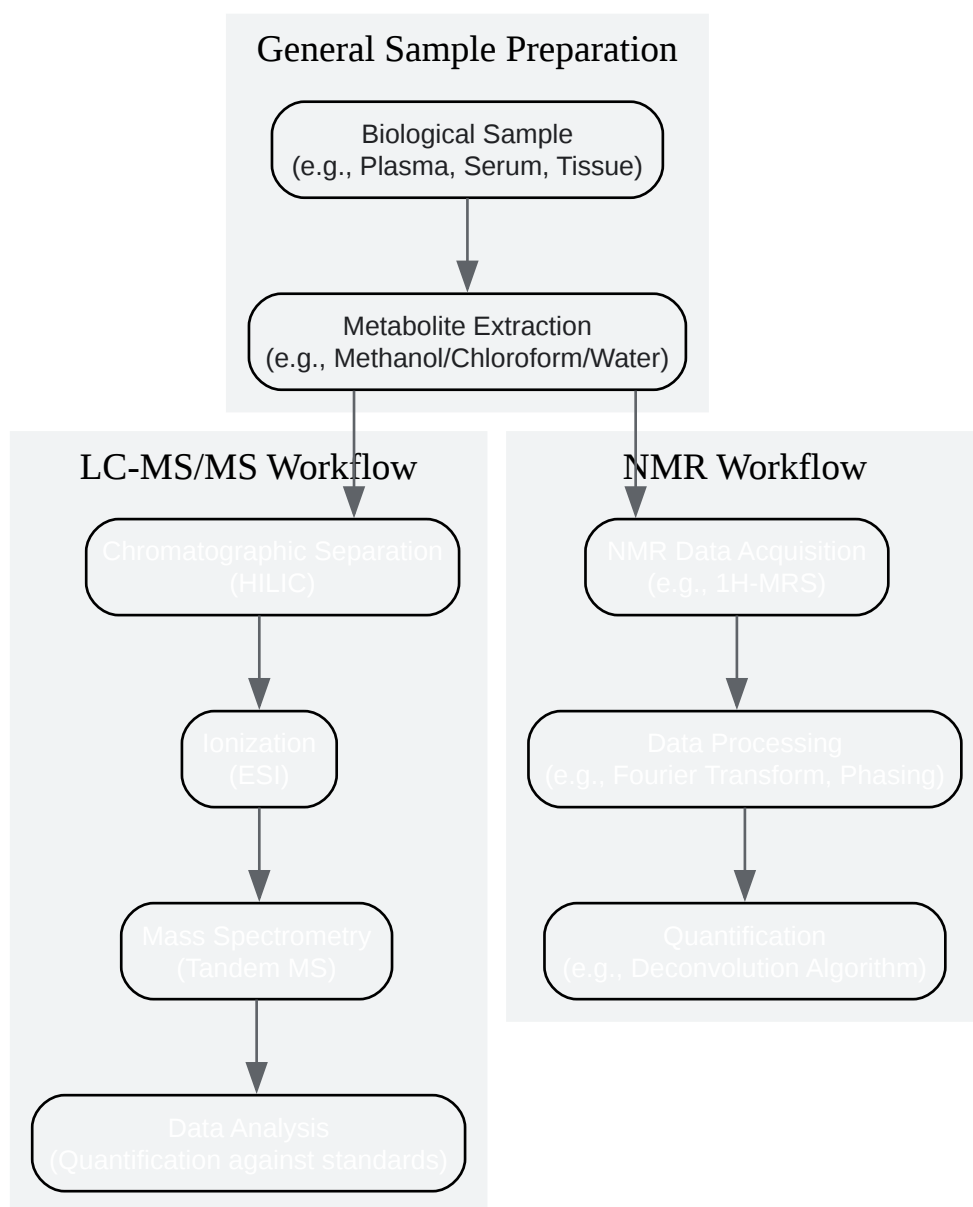 General Sample Preparation
Biological Sample
(e.g., Plasma, Serum, Tissue)
Metabolite Extraction
(e.g., Methanol/Chloroform/Water)
LC-MS/MS Workflow
Chromatographic Separation
(HILIC)
Ionization
(ESI)
Mass Spectrometry
(Tandem MS)
Data Analysis
(Quantification against standards)
NMR Workflow
NMR Data Acquisition
(e.g., 1H-MRS)
Data Processing
(e.g., Fourier Transform, Phasing)
Quantification
(e.g., Deconvolution Algorithm)